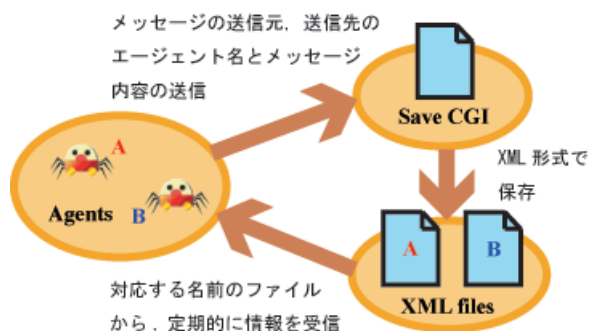 メッセージの送信元, 送信先の
エージェント名とメッセージ
内容の送信
Save CGI
A
Agents
B
XML 形式で
保存
A
B
XML files
対応する名前のファイル
から, 定期的に情報を受信